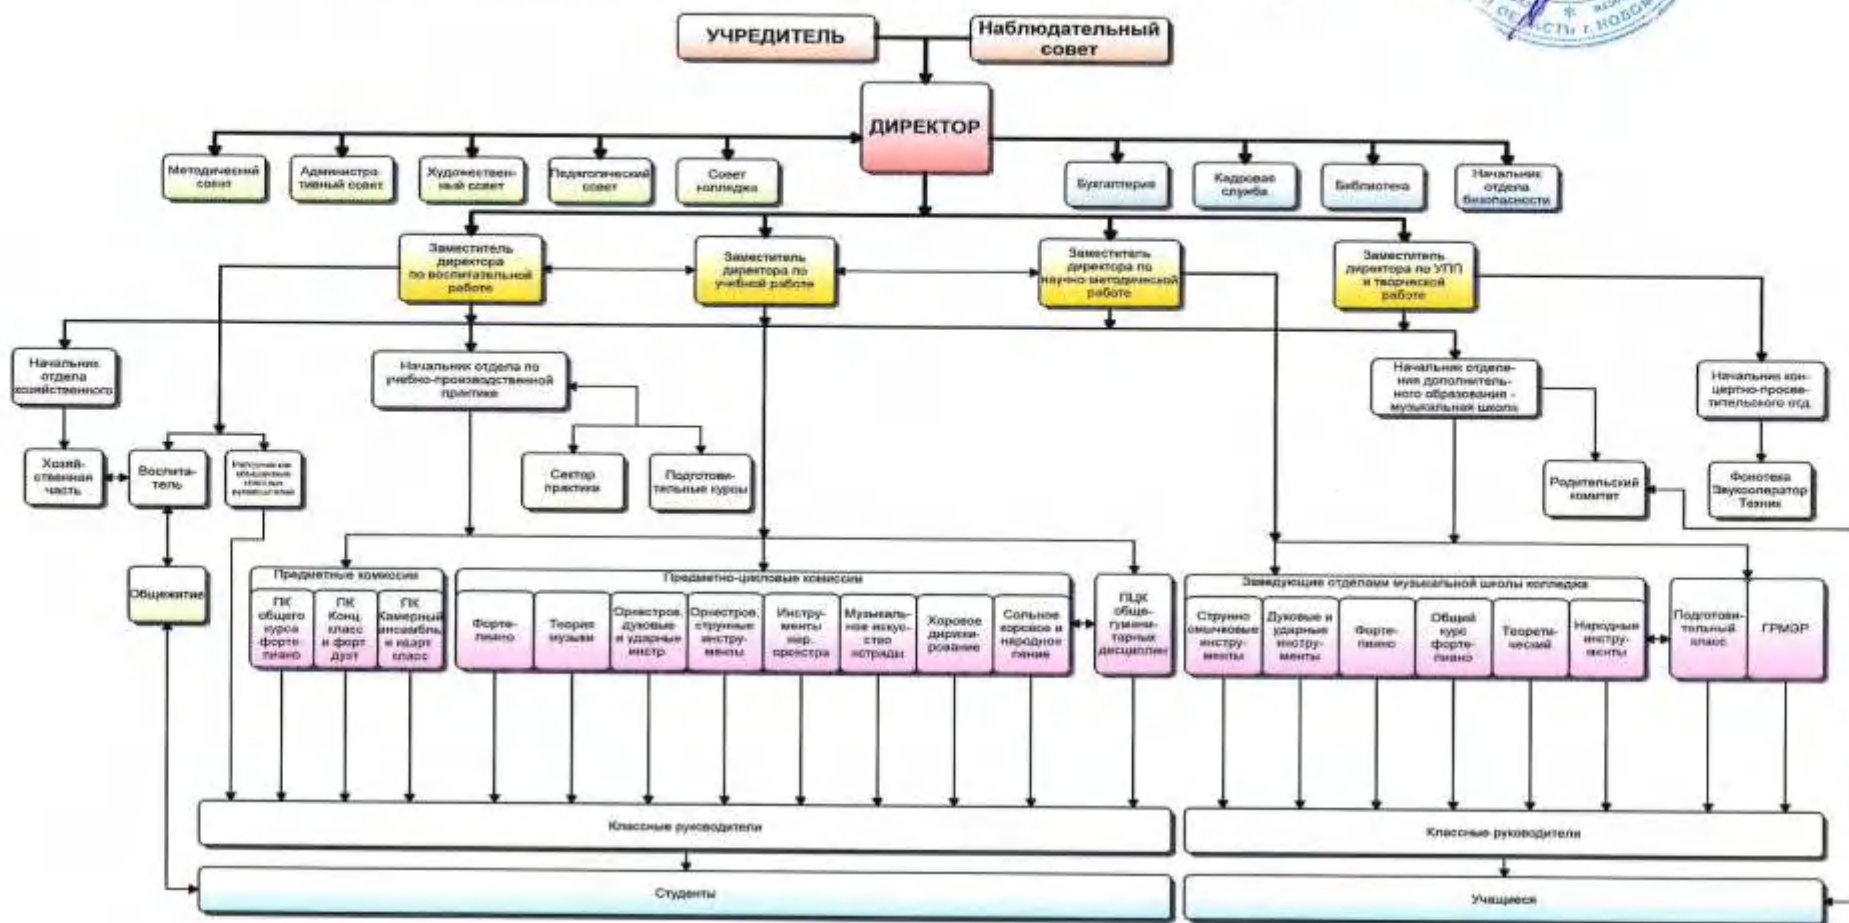 УЧРЕДИТЕЛЬ
Наблюдательный
совет
ДИРЕКТОР
Методический
совет
Администра-
тивный совет
Художествен-
ный совет
Педагогический
совет
Совет
колледжа
Бухгалтерия
Кадровая
служба
Библиотека
Начальник
отдела
безопасности
Заместитель
директора
по воспитательной
работе
Заместитель
директора по
учебной работе
Заместитель
директора по
научно-методической
работе
Заместитель
директора по УПП
и творческой
работе
Начальник
отдела
хозяйственного
Начальник отдела по
учебно-производственной
практике
Начальник отделе-
ния дополнитель-
ного образования -
музыкальная школа
Начальник кон-
цертно-просве-
тительского отд.
Хозяй-
ственная
часть
Воспита-
тель
Сектор
практики
Подготови-
тельные курсы
Родительский
комитет
Фонотека
Звукооператор
Техник
Общежитие
Предметные комиссии
ПК
общего
курса
форте-
пиано
ПК
Конц.
класс
и форт
дуэт
ПК
Камерный
ансамбль
и кварт
класс
Предметно-цикловые комиссии
Форте-
пиано
Теория
музыки
Оркестров.
духовые
и ударные
инстр.
Оркестров.
струнные
инстру-
менты
Инстру-
менты
нар.
оркестра
Музыкаль-
ное искус-
ство
эстрады
Хоровое
дирижи-
рование
Сольное
хоровое и
народное
пение
ПЦК
обще-
гумани-
тарных
дисциплин
Заведующие отделами музыкальной школы колледжа
Струнно
смычковые
инстру-
менты
Духовые и
ударные
инстру-
менты
Форте-
пиано
Общий
курс
форте-
пиано
Теорети-
ческий
Народные
инстру-
менты
Подготови-
тельный
класс
ГРМЭР
Классные руководители
Классные руководители
Студенты
Учащиеся